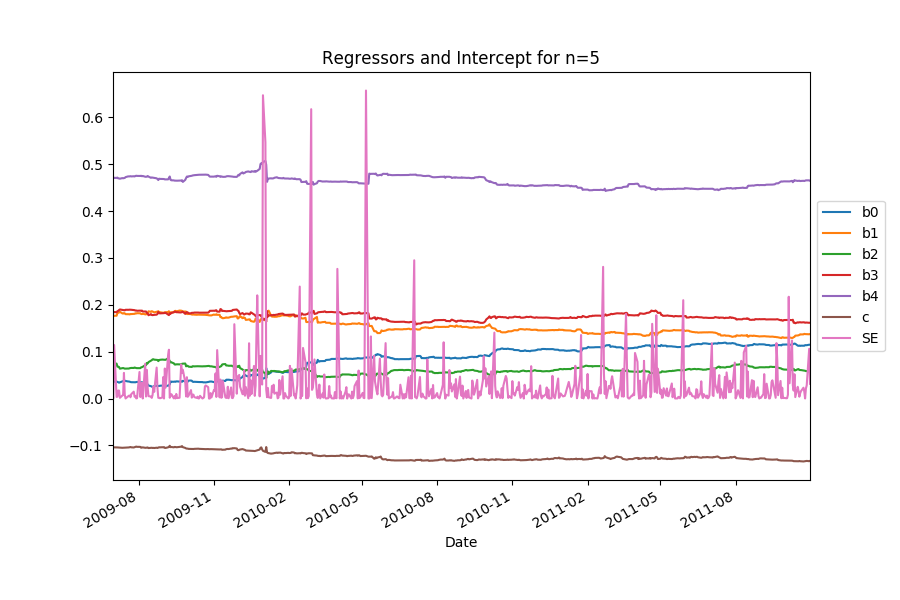 Regressors and Intercept for n=5
0.6
0.5
0.4
0.3
0.2
0.1
0.0
−0.1
b0
b1
b2
b3
b4
c
SE
2009-08
2009-11
2010-02
2010-05
2010-08
2010-11
2011-02
2011-05
2011-08
Date